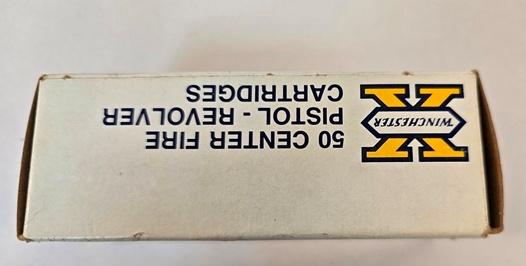 WINCHESTER
X
50 CENTER FIRE
PISTOL - REVOLVER
CARTRIDGES